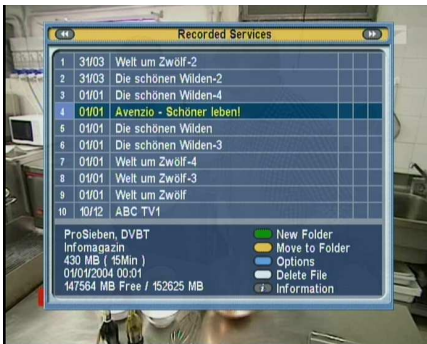 Recorded Services
1 31/03 Welt um Zwölf-2
2 31/03 Die schönen Wilden-2
3 01/01 Die schönen Wilden-4
4 01/01 Avenzio - Schöner leben!
5 01/01 Die schönen Wilden
6 01/01 Die schönen Wilden-3
7 01/01 Welt um Zwölf-4
8 01/01 Welt um Zwölf-3
9 01/01 Welt um Zwölf
10 10/12 ABC TV1
ProSieben, DVBT
Infomagazin
430 MB ( 15Min )
01/01/2004 00:01
147564 MB Free / 152625 MB
New Folder
Move to Folder
Options
Delete File
i Information